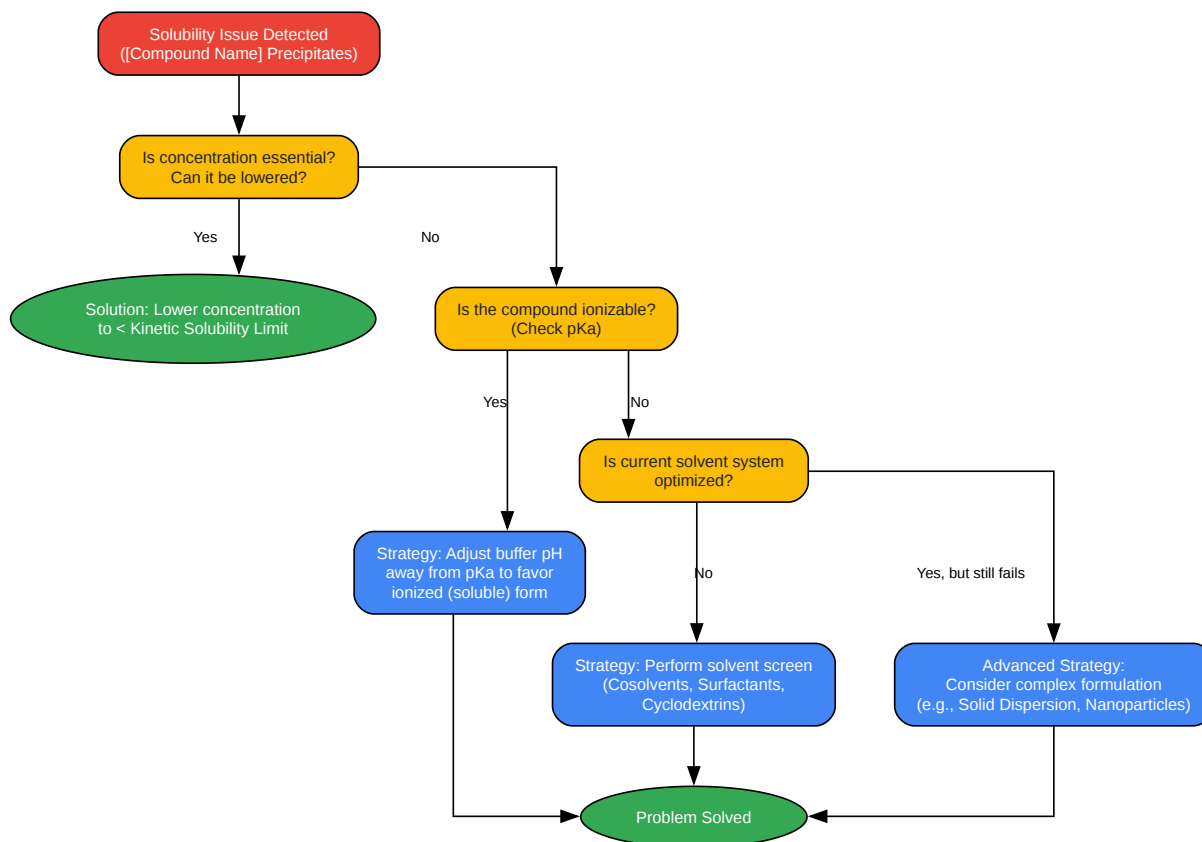 Solubility Issue Detected
([Compound Name] Precipitates)
Is concentration essential?
Can it be lowered?
Yes
No
Solution: Lower concentration
to < Kinetic Solubility Limit
Is the compound ionizable?
(Check pKa)
Yes
No
Is current solvent system
optimized?
Strategy: Adjust buffer pH
away from pKa to favor
ionized (soluble) form
No
Yes, but still fails
Strategy: Perform solvent screen
(Cosolvents, Surfactants,
Cyclodextrins)
Advanced Strategy:
Consider complex formulation
(e.g., Solid Dispersion, Nanoparticles)
Problem Solved